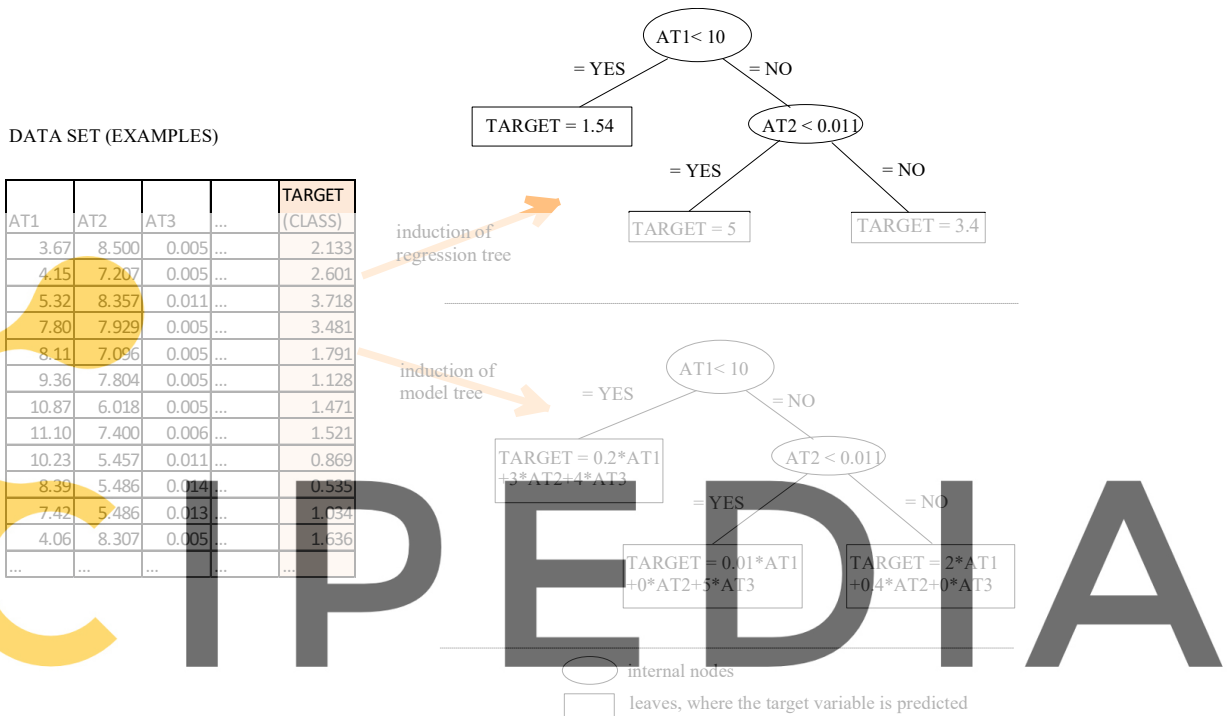 DATA SET (EXAMPLES)
TARGET
AT1 AT2 AT3 ... (CLASS)
3.67 8.500 0.005 ... 2.133
4.15 7.207 0.005 ... 2.601
5.32 8.357 0.011 ... 3.718
7.80 7.929 0.005 ... 3.481
8.11 7.096 0.005 ... 1.791
9.36 7.804 0.005 ... 1.128
10.87 6.018 0.005 ... 1.471
11.10 7.400 0.006 ... 1.521
10.23 5.457 0.011 ... 0.869
8.39 5.486 0.014 ... 0.535
7.42 5.486 0.013 ... 1.034
4.06 8.307 0.005 ... 1.636
... ... ... ... ...
induction of
regression tree
AT1< 10
= YES = NO
TARGET = 1.54
AT2 < 0.011
= YES = NO
TARGET = 5
TARGET = 3.4
induction of
model tree
AT1< 10
= YES = NO
TARGET = 0.2*AT1
+3*AT2+4*AT3
AT2 < 0.011
= YES = NO
TARGET = 0.01*AT1
+0*AT2+5*AT3
TARGET = 2*AT1
+0.4*AT2+0*AT3
internal nodes
leaves, where the target variable is predicted
CIPEDIA